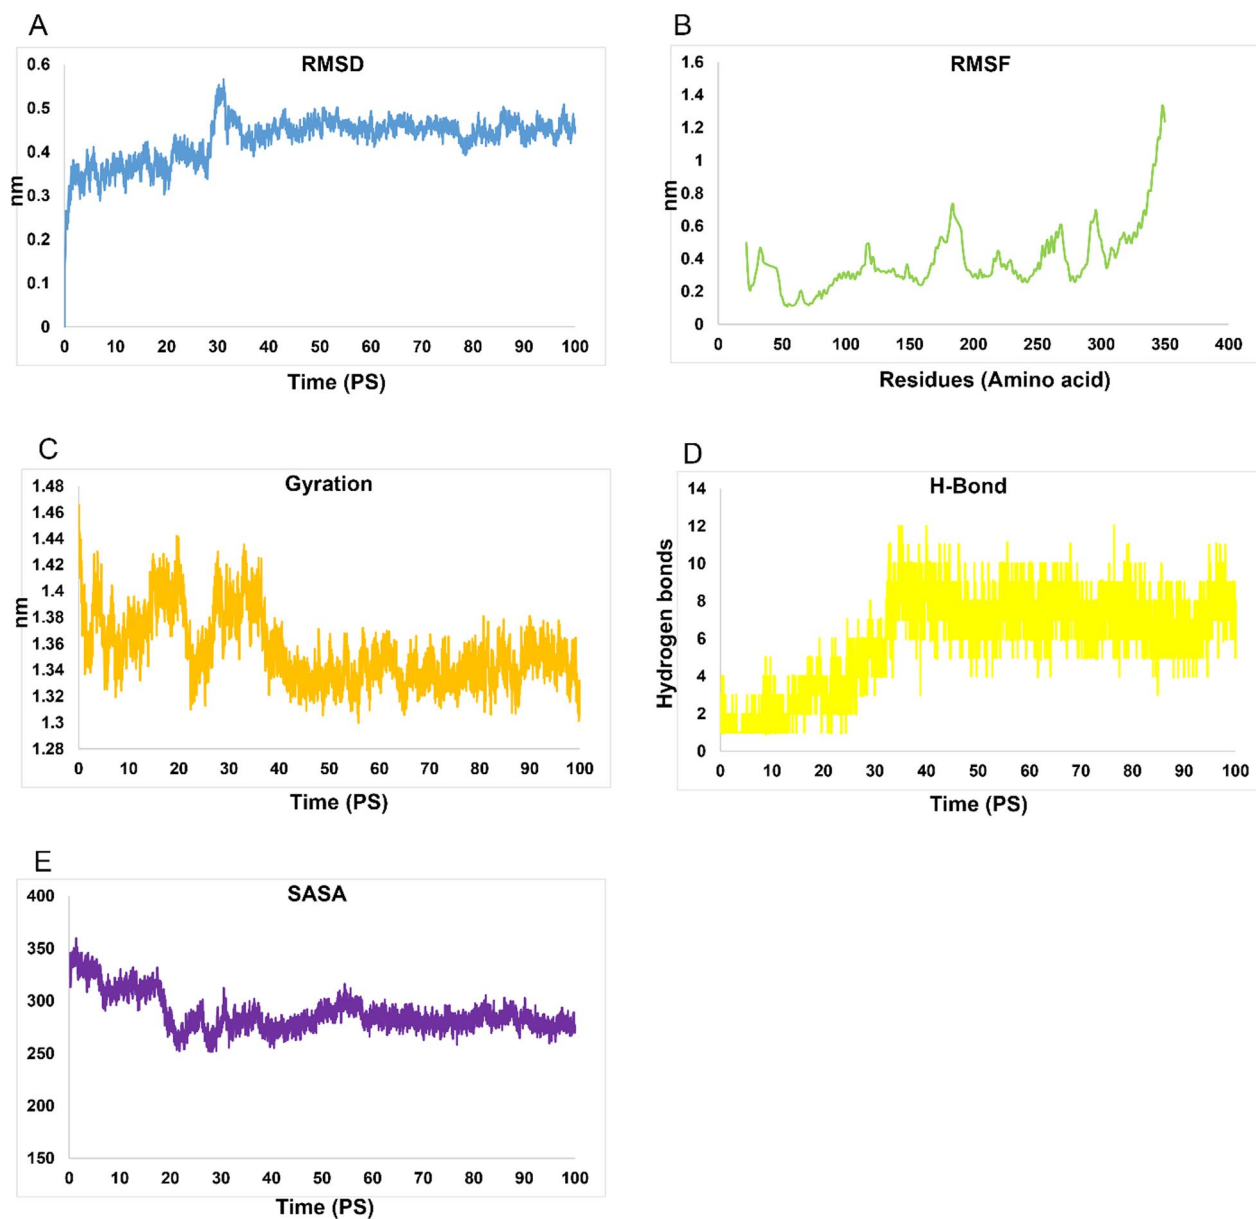 A
RMSD
0.6
0.5
0.4
0.3
0.2
0.1
0
nm
0 10 20 30 40 50 60 70 80 90 100
Time (PS)
B
RMSF
1.6
1.4
1.2
1
0.8
0.6
0.4
0.2
0
nm
0 50 100 150 200 250 300 350 400
Residues (Amino acid)
C
Gyration
1.48
1.46
1.44
1.42
1.4
1.38
1.36
1.34
1.32
1.3
1.28
nm
0 10 20 30 40 50 60 70 80 90 100
Time (PS)
D
H-Bond
14
12
10
8
6
4
2
0
Hydrogen bonds
0 10 20 30 40 50 60 70 80 90 100
Time (PS)
E
SASA
400
350
300
250
200
150
0 10 20 30 40 50 60 70 80 90 100
Time (PS)